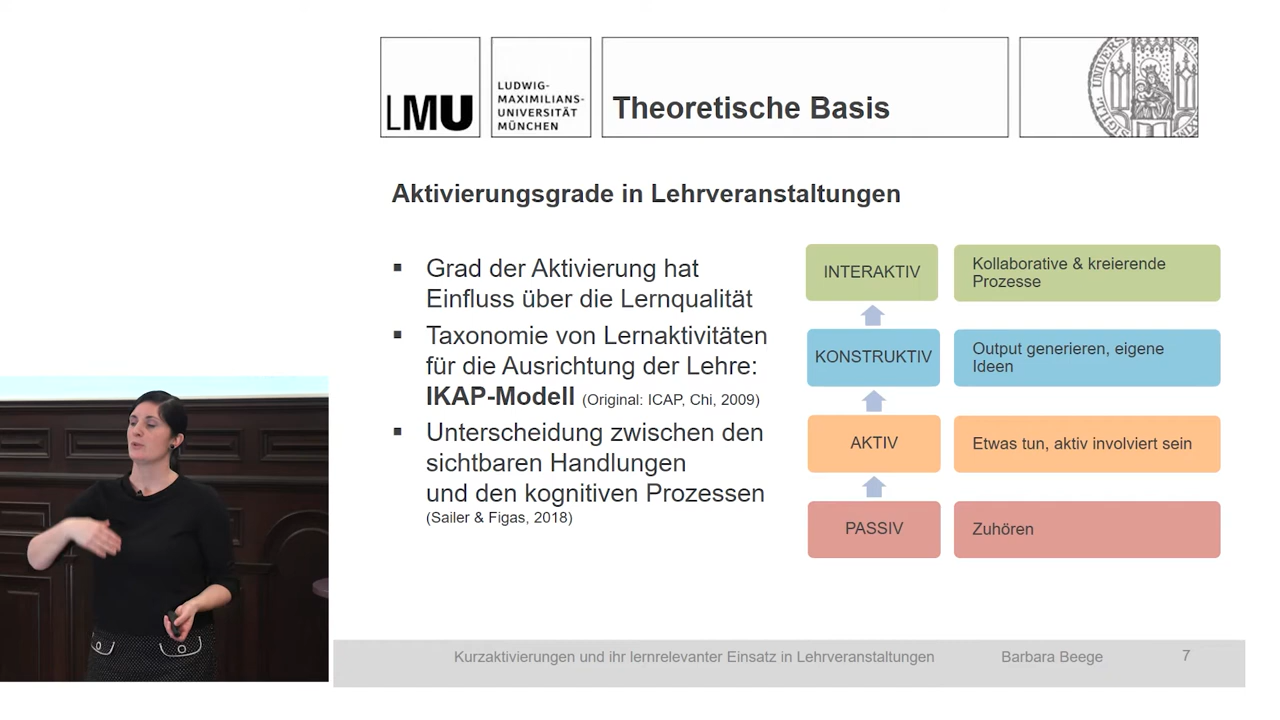 LMU
LUDWIG-
MAXIMILIANS-
UNIVERSITÄT
MÜNCHEN
Theoretische Basis
Aktivierungsgrade in Lehrveranstaltungen
▪ Grad der Aktivierung hat
Einfluss über die Lernqualität
▪ Taxonomie von Lernaktivitäten
für die Ausrichtung der Lehre:
IKAP-Modell (Original: ICAP, Chi, 2009)
▪ Unterscheidung zwischen den
sichtbaren Handlungen
und den kognitiven Prozessen
(Sailer & Figas, 2018)
INTERAKTIV
Kollaborative & kreierende
Prozesse
KONSTRUKTIV
Output generieren, eigene
Ideen
AKTIV
Etwas tun, aktiv involviert sein
PASSIV
Zuhören
Kurzaktivierungen und ihr lernrelevanter Einsatz in Lehrveranstaltungen
Barbara Beege
7